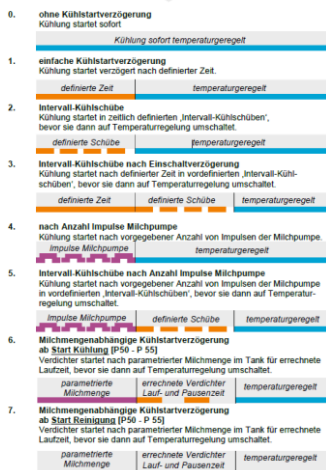 0. ohne Kühlstartverzögerung
Kühlung startet sofort
Kühlung sofort temperaturgeregelt
1. einfache Kühlstartverzögerung
Kühlung startet verzögert nach definierter Zeit.
definierte Zeit temperaturgeregelt
2. Intervall-Kühlschübe
Kühlung startet in zeitlich definierten ‚Intervall-Kühlschüben',
bevor sie dann auf Temperaturregelung umschaltet.
definierte Schübe temperaturgeregelt
3. Intervall-Kühlschübe nach Einschaltverzögerung
Kühlung startet nach definierter Zeit in vordefinierten ‚Intervall-Kühl-
schüben', bevor sie dann auf Temperaturregelung umschaltet.
definierte Zeit definierte Schübe temperaturgeregelt
4. nach Anzahl Impulse Milchpumpe
Kühlung startet nach vorgegebener Anzahl von Impulsen der Milchpumpe.
Impulse Milchpumpe temperaturgeregelt
5. Intervall-Kühlschübe nach Anzahl Impulse Milchpumpe
Kühlung startet nach vorgegebener Anzahl von Impulsen der Milchpumpe
in vordefinierten ‚Intervall-Kühlschüben', bevor sie dann auf Temperatur-
regelung umschaltet.
Impulse Milchpumpe definierte Schübe temperaturgeregelt
6. Milchmengenabhängige Kühlstartverzögerung
ab Start Kühlung [P50 - P 55]
Verdichter startet nach parametrierter Milchmenge im Tank für errechnete
Laufzeit, bevor sie dann auf Temperaturregelung umschaltet.
parametrierte errechnete Verdichter temperaturgeregelt
Milchmenge Lauf- und Pausenzeit
7. Milchmengenabhängige Kühlstartverzögerung
ab Start Reinigung [P50 - P 55]
Verdichter startet nach parametrierter Milchmenge im Tank für errechnete
Laufzeit, bevor sie dann auf Temperaturregelung umschaltet.
parametrierte errechnete Verdichter temperaturgeregelt
Milchmenge Lauf- und Pausenzeit